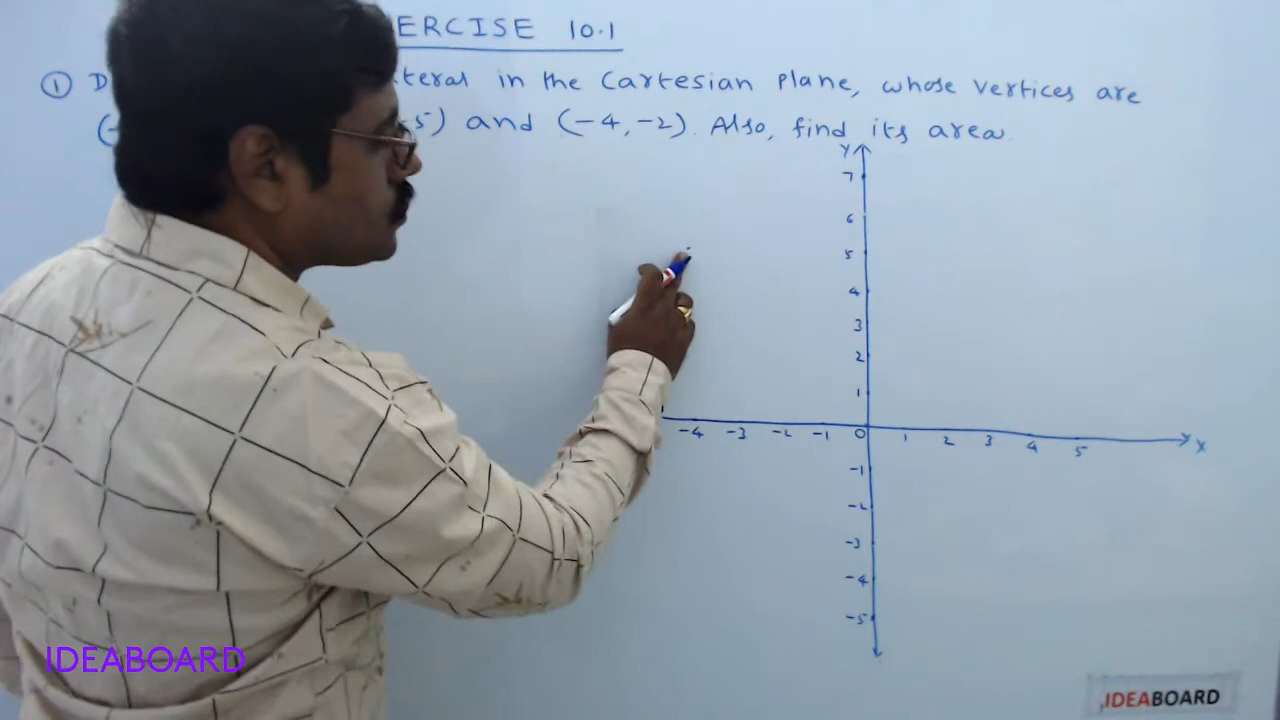 ERCISE 10.1
① D teral in the Cartesian plane, whose vertices are
(- -5) and (-4,-2). Also, find its area.
Y
7
6
5
4
3
2
1
-4 -3 -2 -1 0 1 2 3 4 5 X
-1
-2
-3
-4
-5
IDEABOARD
IDEABOARD